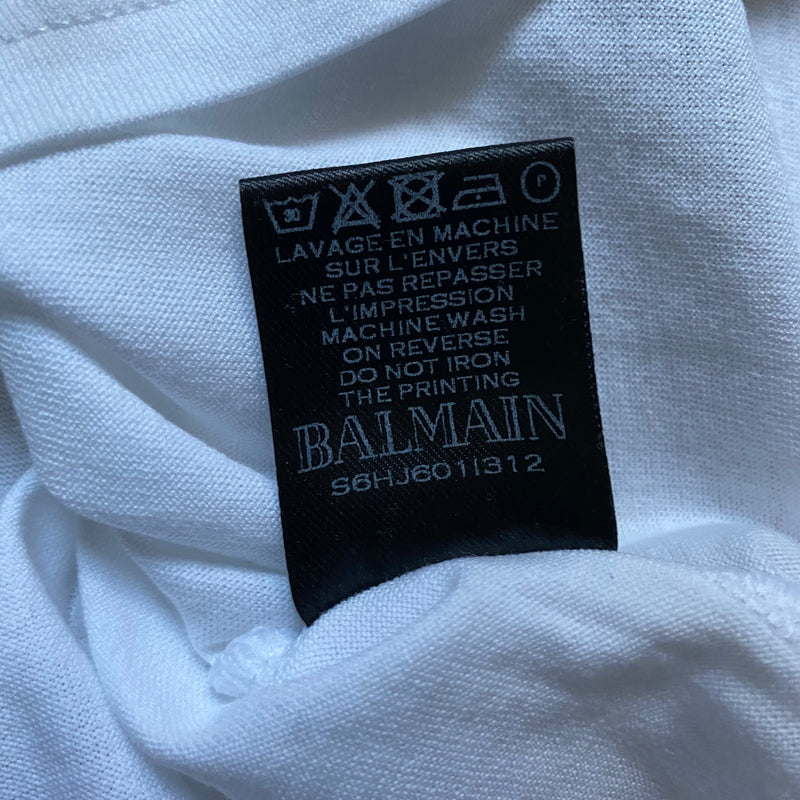 30
P
LAVAGE EN MACHINE
SUR L'ENVERS
NE PAS REPASSER
L'IMPRESSION
MACHINE WASH
ON REVERSE
DO NOT IRON
THE PRINTING
BALMAIN
S6HJ601I312